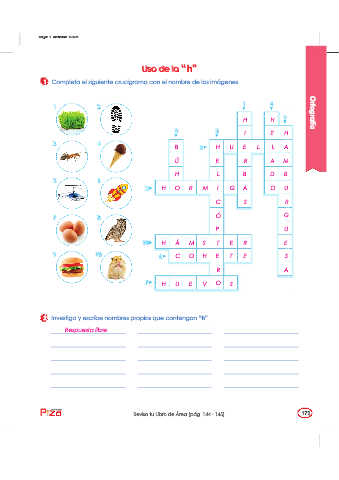 Uso de la "h"
1 Completa el siguiente crucigrama con el nombre de las imágenes.
Ortografía
1. 2.
3. 4.
5. 6.
7. 8.
9. 10.
H H
I E H
B H U E L L A
Ú E R A M
H L B D B
H O R M I G A O U
C S R
Ó G
P U
H Á M S T E R E
C O H E T E S
R A
H U E V O S
2 Investiga y escribe nombres propios que contengan "h"
Respuesta libre
Pizá
Revisa tu Libro de Área (pág. 144 - 145)